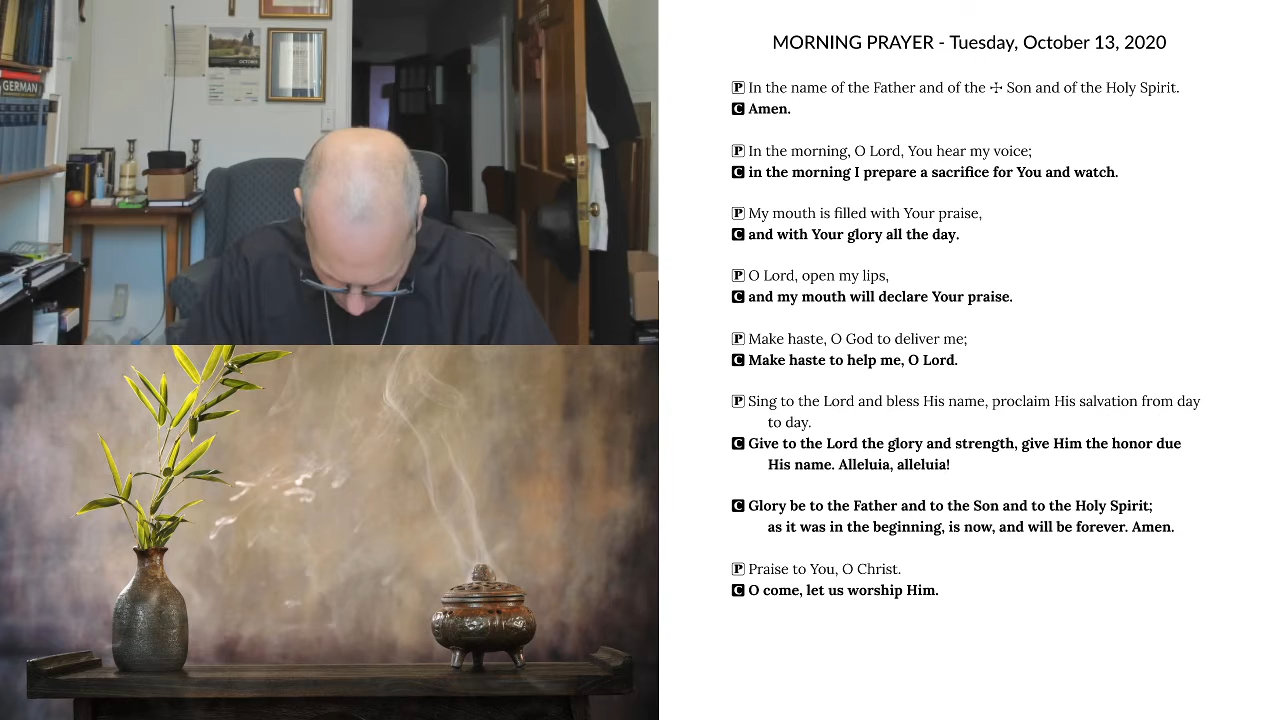 GERMAN
OCTOBER
MORNING PRAYER - Tuesday, October 13, 2020
P In the name of the Father and of the ☩ Son and of the Holy Spirit.
C Amen.
P In the morning, O Lord, You hear my voice;
C in the morning I prepare a sacrifice for You and watch.
P My mouth is filled with Your praise,
C and with Your glory all the day.
P O Lord, open my lips,
C and my mouth will declare Your praise.
P Make haste, O God to deliver me;
C Make haste to help me, O Lord.
P Sing to the Lord and bless His name, proclaim His salvation from day
to day.
C Give to the Lord the glory and strength, give Him the honor due
His name. Alleluia, alleluia!
C Glory be to the Father and to the Son and to the Holy Spirit;
as it was in the beginning, is now, and will be forever. Amen.
P Praise to You, O Christ.
C O come, let us worship Him.